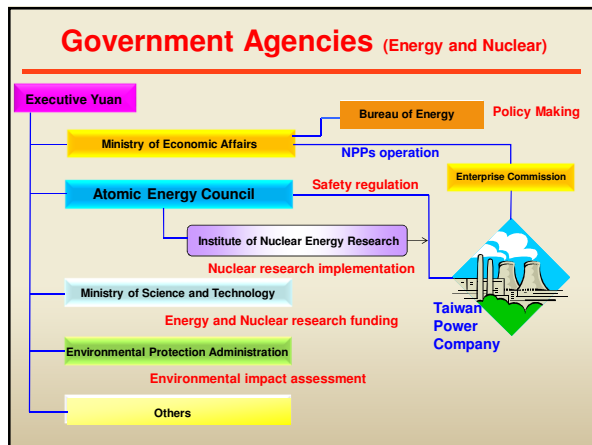 Government Agencies (Energy and Nuclear)
Executive Yuan
Bureau of Energy
Policy Making
Ministry of Economic Affairs
NPPs operation
Enterprise Commission
Atomic Energy Council
Safety regulation
Institute of Nuclear Energy Research
Nuclear research implementation
Ministry of Science and Technology
Taiwan
Power
Company
Energy and Nuclear research funding
Environmental Protection Administration
Environmental impact assessment
Others